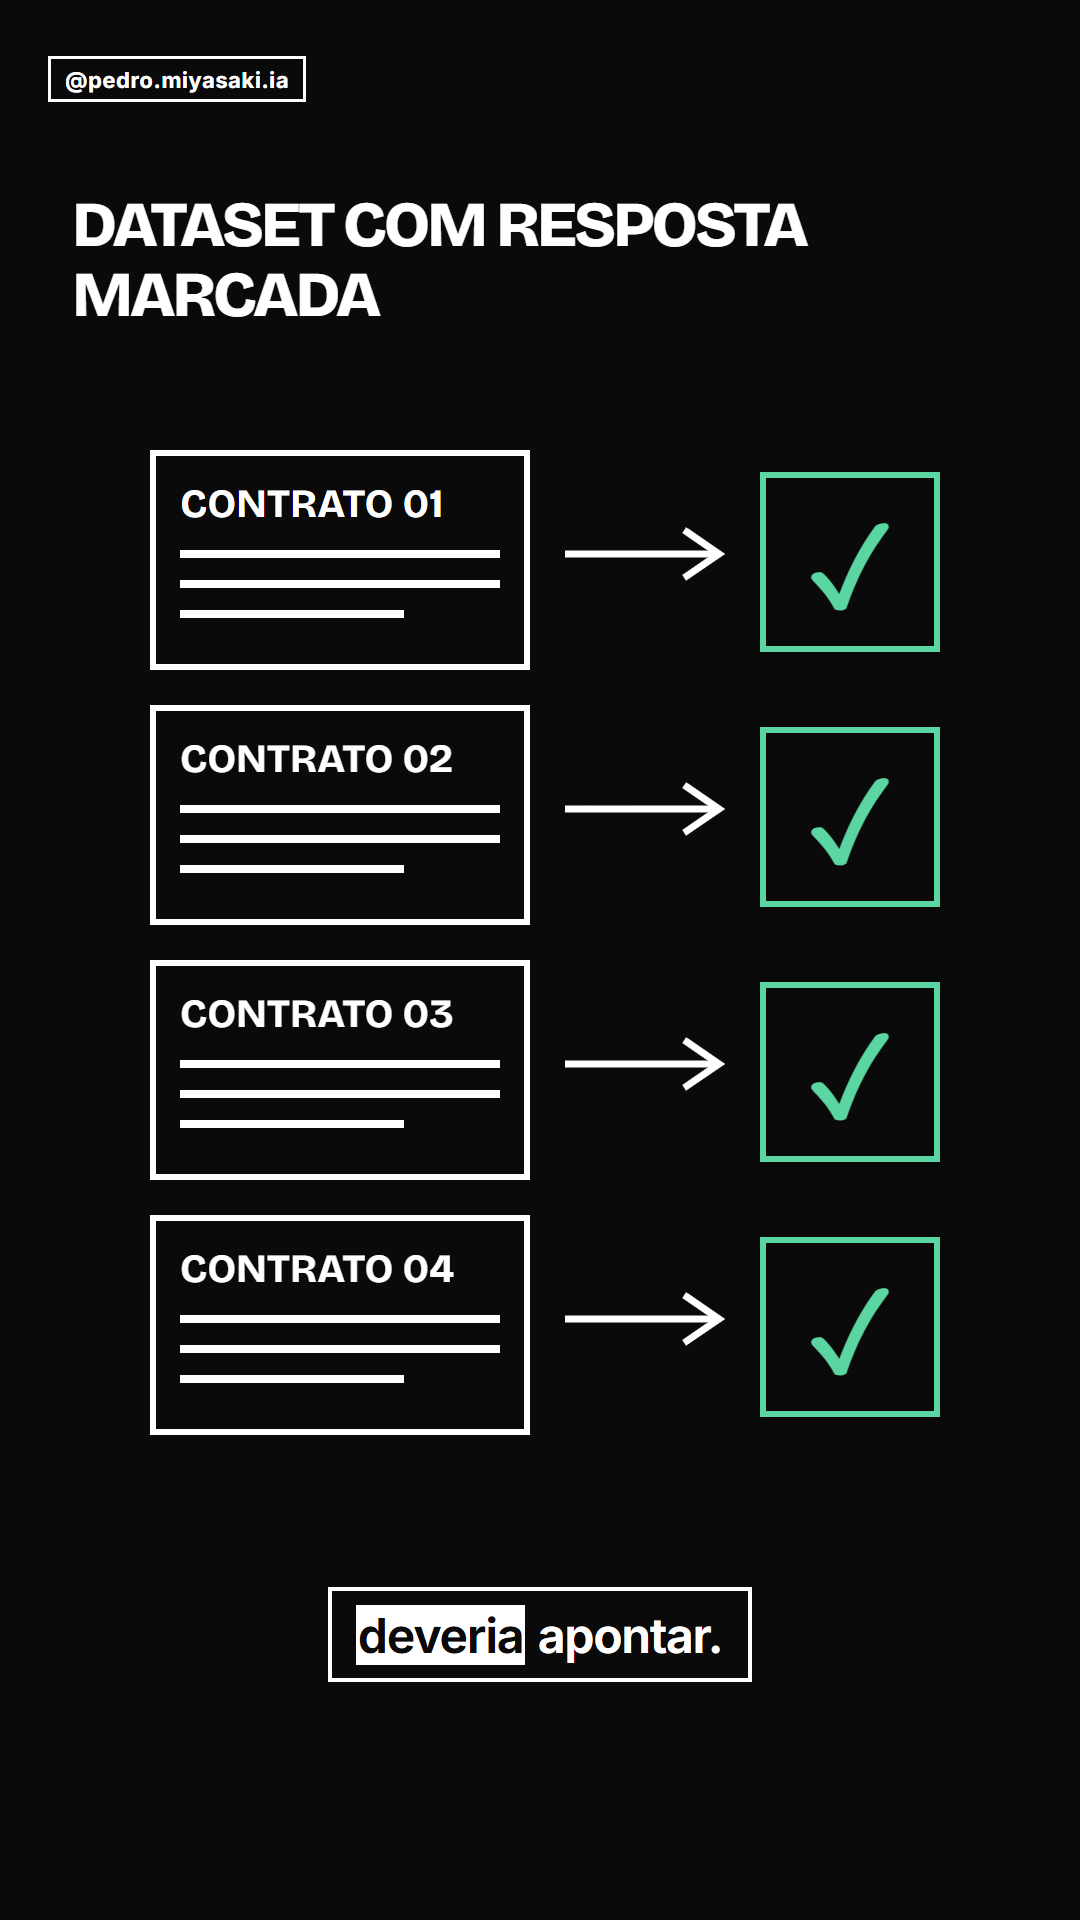 @pedro.miyasaki.ia
DATASET COM RESPOSTA
MARCADA
CONTRATO 01
CONTRATO 02
CONTRATO 03
CONTRATO 04
deveria apontar.